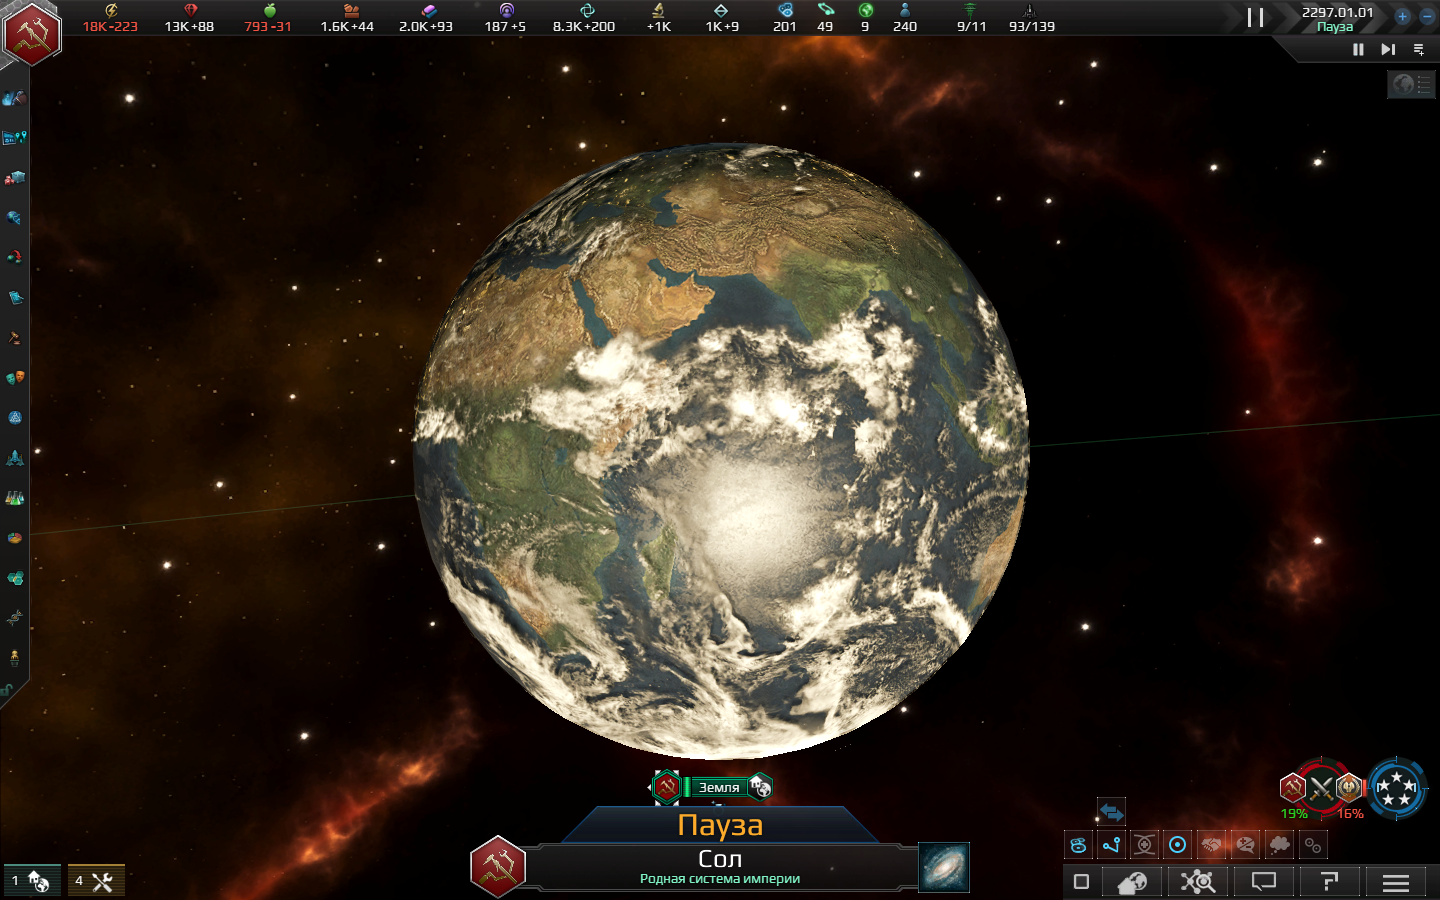 18K-223 13K+88 793-31 1.6K+44 2.0K+93 187+5 8.3K+200 +1K 1K+9 201 49 9 240 9/11 93/139
2297.01.01
Пауза
Земля
Пауза
Сол
Родная система империи
19% 16%
1 4